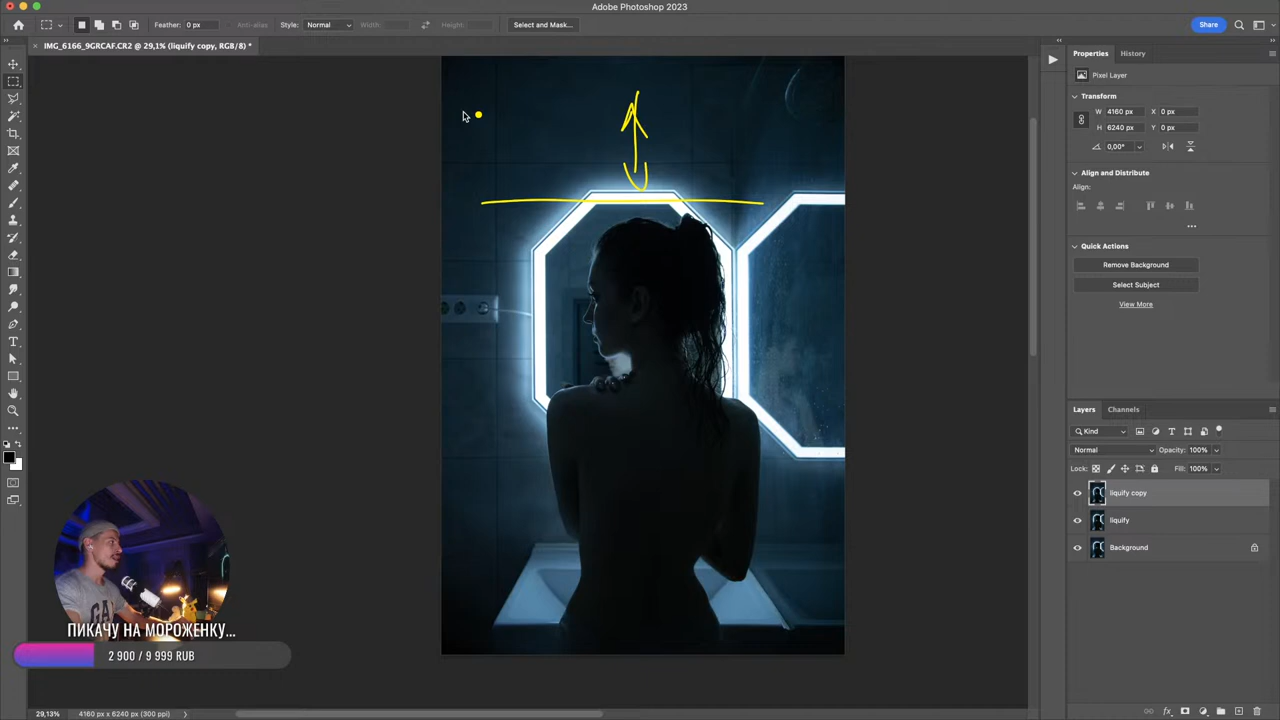 Adobe Photoshop 2023
Feather: 0 px
Anti-alias
Style: Normal
Width:
Height:
Select and Mask...
Share
IMG_6166_9GRCAF.CR2 @ 29,1% (liquify copy, RGB/8) *
Properties
History
Pixel Layer
Transform
W 4160 px
X 0 px
H 6240 px
Y 0 px
0,00°
Align and Distribute
Align:
Quick Actions
Remove Background
Select Subject
View More
Layers
Channels
Kind
Normal
Opacity: 100%
Lock:
Fill: 100%
liquify copy
liquify
Background
ПИКАЧУ НА МОРОЖЕНКУ...
2 900 / 9 999 RUB
29,13%
4160 px x 6240 px (300 ppi)